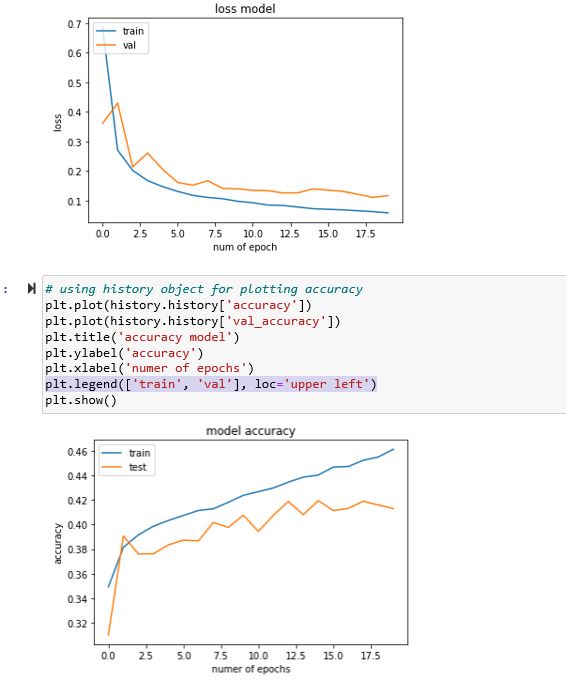 loss model
train
val
0.7
0.6
0.5
0.4
0.3
0.2
0.1
loss
0.0 2.5 5.0 7.5 10.0 12.5 15.0 17.5
num of epoch
:
# using history object for plotting accuracy
plt.plot(history.history['accuracy'])
plt.plot(history.history['val_accuracy'])
plt.title('accuracy model')
plt.ylabel('accuracy')
plt.xlabel('numer of epochs')
plt.legend(['train', 'val'], loc='upper left')
plt.show()
model accuracy
train
test
0.46
0.44
0.42
0.40
0.38
0.36
0.34
0.32
accuracy
0.0 2.5 5.0 7.5 10.0 12.5 15.0 17.5
numer of epochs